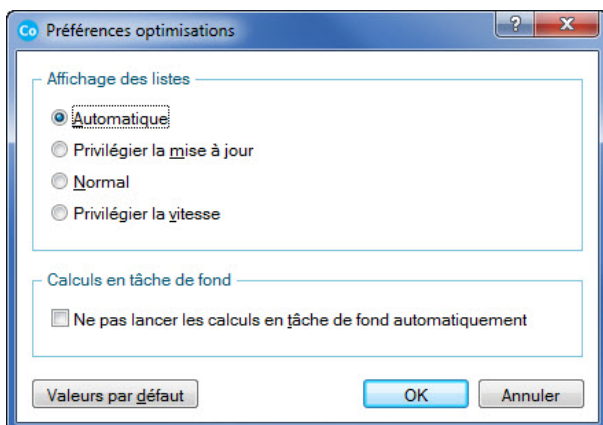 Co Préférences optimisations
Affichage des listes
Automatique
Privilégier la mise à jour
Normal
Privilégier la vitesse
Calculs en tâche de fond
Ne pas lancer les calculs en tâche de fond automatiquement
Valeurs par défaut OK Annuler